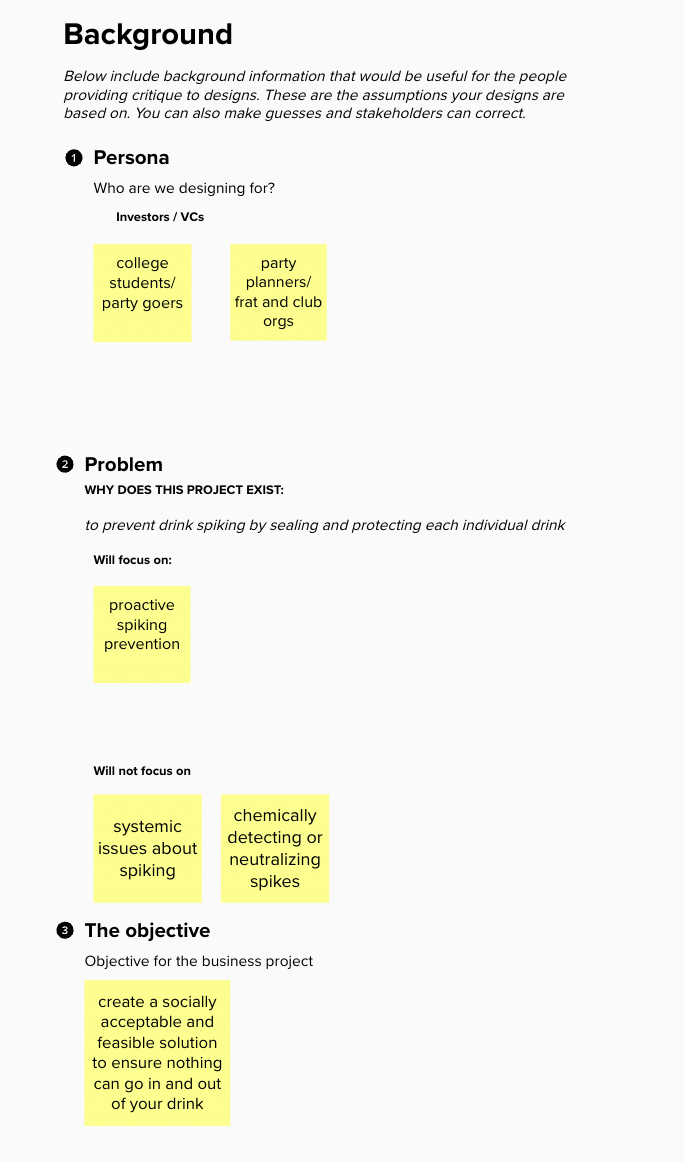 Background
Below include background information that would be useful for the people
providing critique to designs. These are the assumptions your designs are
based on. You can also make guesses and stakeholders can correct.
1 Persona
Who are we designing for?
Investors / VCs
college
students/
party goers
party
planners/
frat and club
orgs
2 Problem
WHY DOES THIS PROJECT EXIST:
to prevent drink spiking by sealing and protecting each individual drink
Will focus on:
proactive
spiking
prevention
Will not focus on
systemic
issues about
spiking
chemically
detecting or
neutralizing
spikes
3 The objective
Objective for the business project
create a socially
acceptable and
feasible solution
to ensure nothing
can go in and out
of your drink